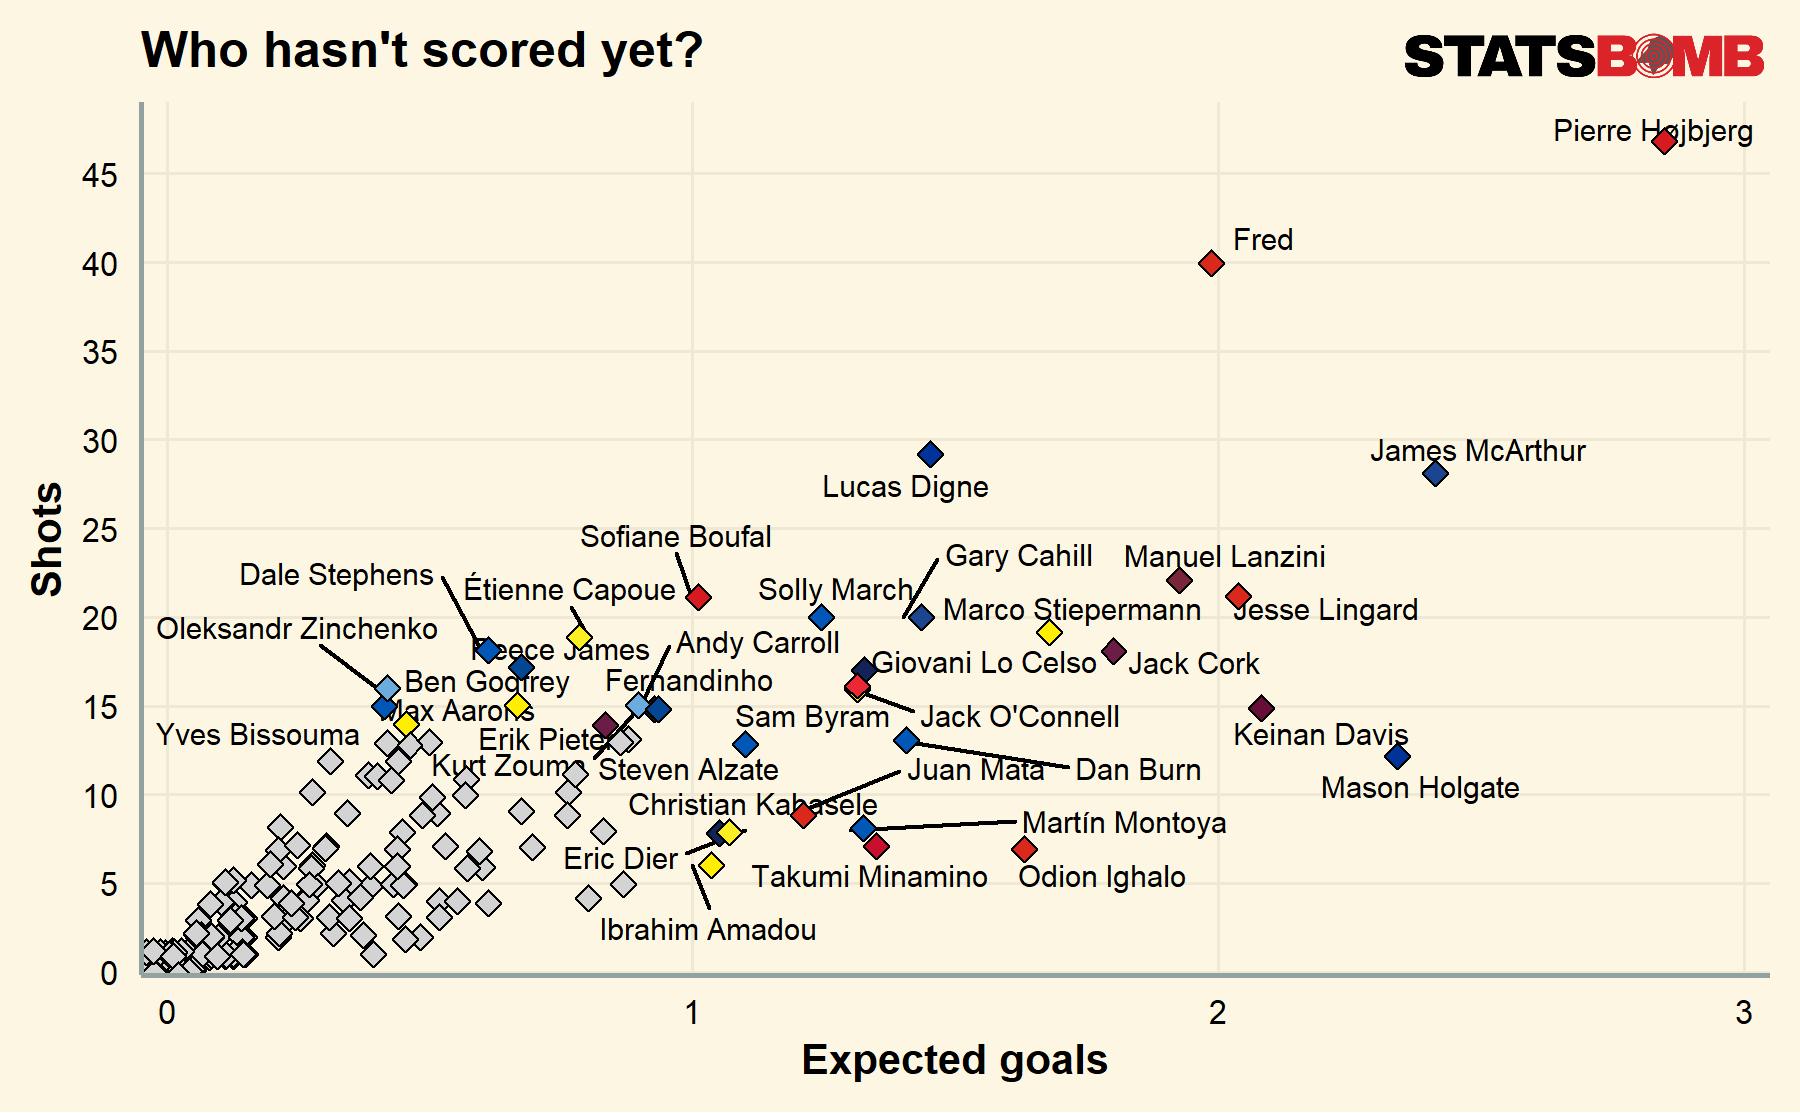 Who hasn't scored yet?
STATSBOMB
Pierre Højbjerg
45
Fred
40
35
30
James McArthur
Lucas Digne
Shots
25
Sofiane Boufal
Gary Cahill
Manuel Lanzini
Dale Stephens
Étienne Capoue
Solly March
20
Marco Stiepermann
Jesse Lingard
Oleksandr Zinchenko
Reece James
Andy Carroll
Giovani Lo Celso
Jack Cork
Ben Godfrey
Fernandinho
15
Max Aarons
Sam Byram
Jack O'Connell
Yves Bissouma
Erik Pieters
Keinan Davis
Kurt Zouma
Steven Alzate
Juan Mata
Dan Burn
Mason Holgate
10
Christian Kabasele
Martín Montoya
Eric Dier
5
Takumi Minamino
Odion Ighalo
Ibrahim Amadou
0
0
1
2
3
Expected goals